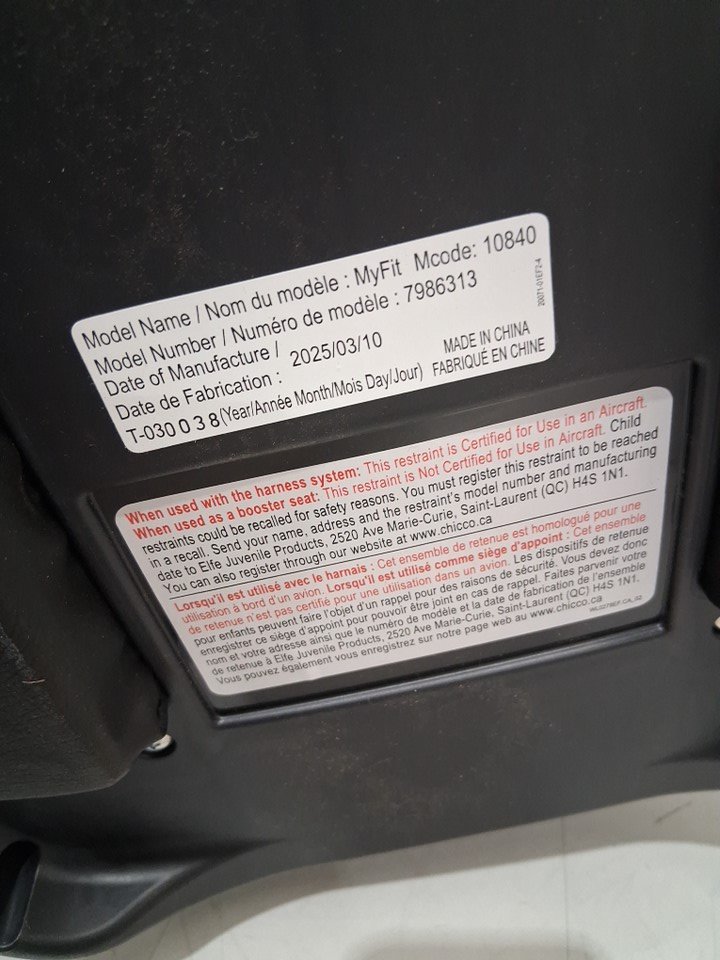 Model Name / Nom du modèle : MyFit Mcode: 10840
Model Number / Numéro de modèle : 7986313
Date of Manufacture /
Date de Fabrication : 2025/03/10
MADE IN CHINA
T-030038 (Year/Année Month/Mois Day/Jour) FABRIQUÉ EN CHINE
20071-01EF2-4
When used with the harness system: This restraint is Certified for Use in an Aircraft.
When used as a booster seat: This restraint is Not Certified for Use in Aircraft. Child
restraints could be recalled for safety reasons. You must register this restraint to be reached
in a recall. Send your name, address and the restraint's model number and manufacturing
date to Elfe Juvenile Products, 2520 Ave Marie-Curie, Saint-Laurent (QC) H4S 1N1.
You can also register through our website at www.chicco.ca
Lorsqu'il est utilisé avec le harnais : Cet ensemble de retenue est homologué pour une
utilisation à bord d'un avion. Lorsqu'il est utilisé comme siège d'appoint : Cet ensemble
de retenue n'est pas certifié pour une utilisation dans un avion. Les dispositifs de retenue
pour enfants peuvent faire l'objet d'un rappel pour des raisons de sécurité. Vous devez donc
enregistrer ce siège d'appoint pour pouvoir être joint en cas de rappel. Faites parvenir votre
nom et votre adresse ainsi que le numéro de modèle et la date de fabrication de l'ensemble
de retenue à Elfe Juvenile Products, 2520 Ave Marie-Curie, Saint-Laurent (QC) H4S 1N1.
Vous pouvez également vous enregistrer sur notre page web au www.chicco.ca